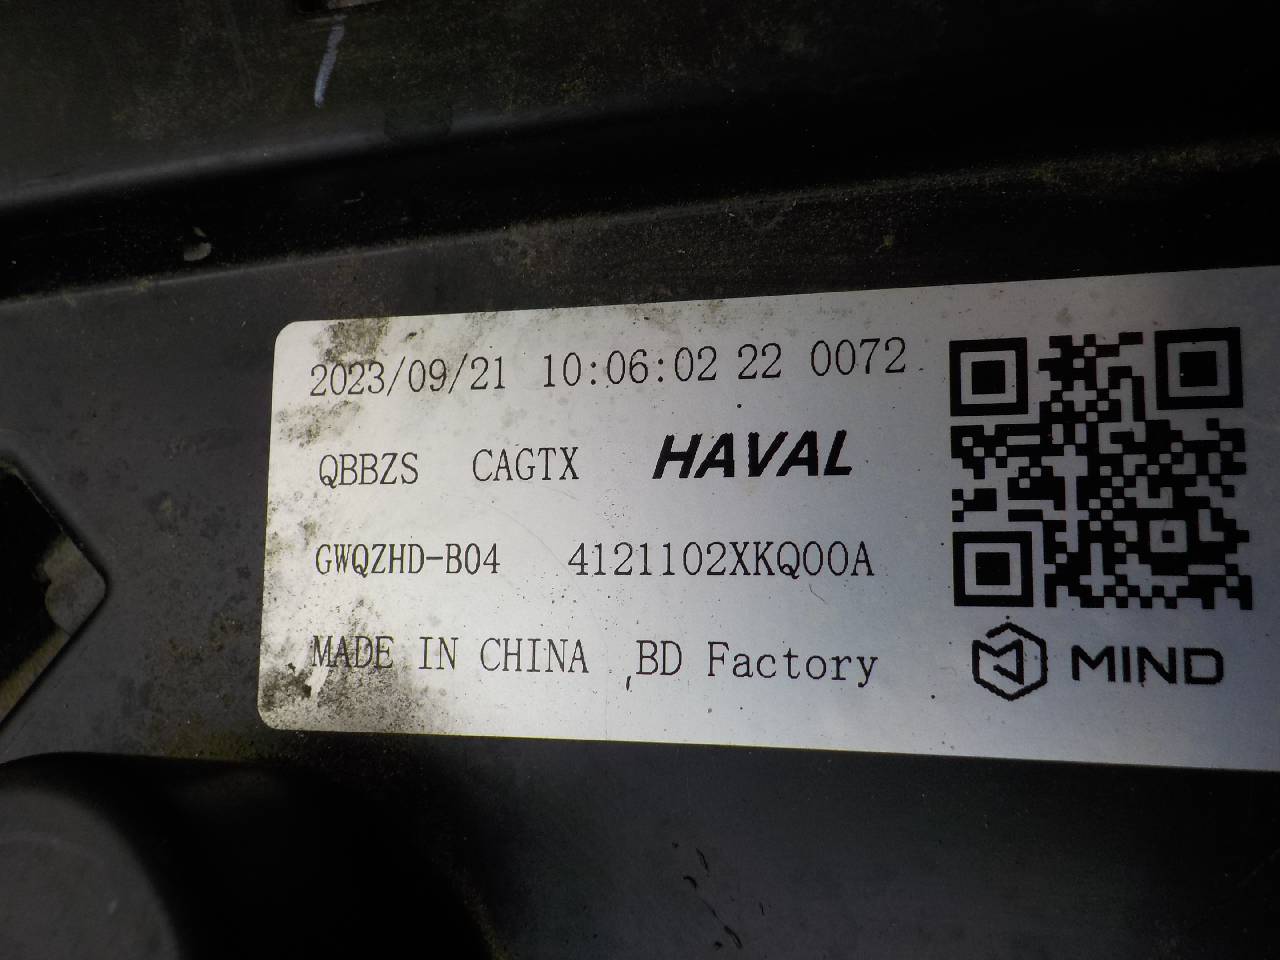 2023/09/21 10:06:02 22 0072
QBBZS CAGTX HAVAL
GWQZHD-B04 4121102XKQ00A
MADE IN CHINA BD Factory
MIND